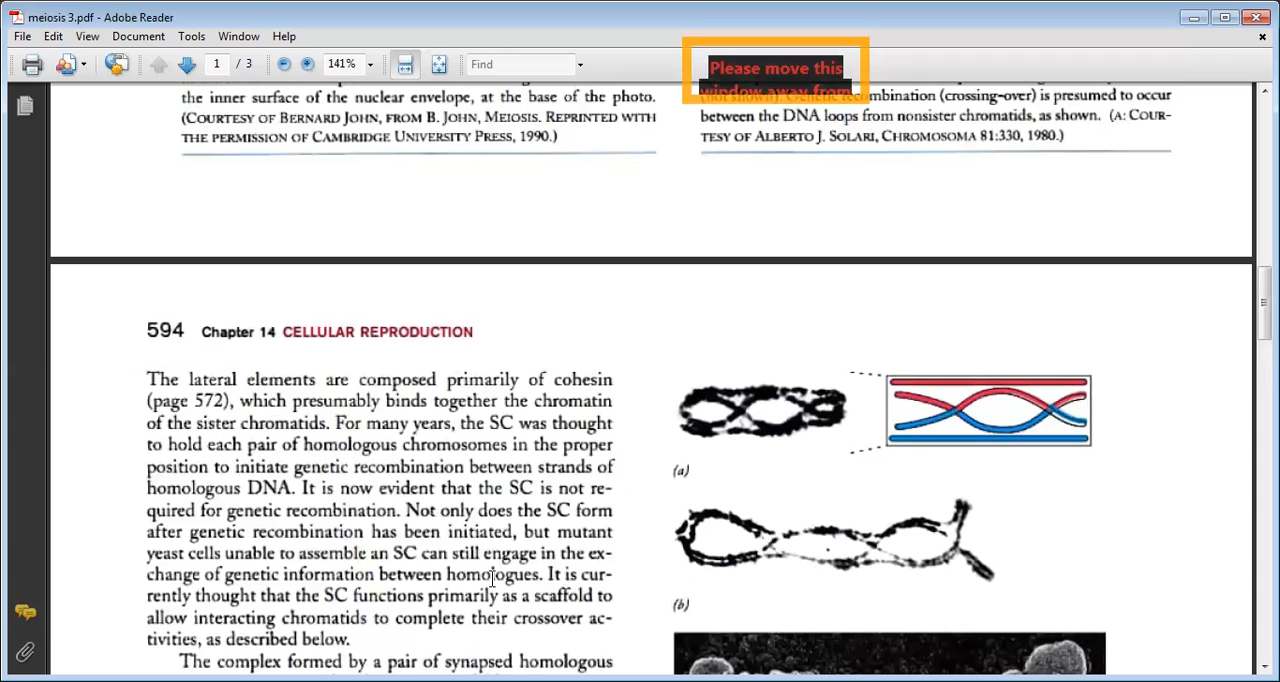 meiosis 3.pdf - Adobe Reader
File Edit View Document Tools Window Help
1 / 3 141% Find
Please move this
window away from
the inner surface of the nuclear envelope, at the base of the photo.
(COURTESY OF BERNARD JOHN, FROM B. JOHN, MEIOSIS. REPRINTED WITH
THE PERMISSION OF CAMBRIDGE UNIVERSITY PRESS, 1990.)
(not shown). Genetic recombination (crossing-over) is presumed to occur
between the DNA loops from nonsister chromatids, as shown. (A: COUR-
TESY OF ALBERTO J. SOLARI, CHROMOSOMA 81:330, 1980.)
594 Chapter 14 CELLULAR REPRODUCTION
The lateral elements are composed primarily of cohesin
(page 572), which presumably binds together the chromatin
of the sister chromatids. For many years, the SC was thought
to hold each pair of homologous chromosomes in the proper
position to initiate genetic recombination between strands of
homologous DNA. It is now evident that the SC is not re-
quired for genetic recombination. Not only does the SC form
after genetic recombination has been initiated, but mutant
yeast cells unable to assemble an SC can still engage in the ex-
change of genetic information between homologues. It is cur-
rently thought that the SC functions primarily as a scaffold to
allow interacting chromatids to complete their crossover ac-
tivities, as described below.
The complex formed by a pair of synapsed homologous
(a)
(b)